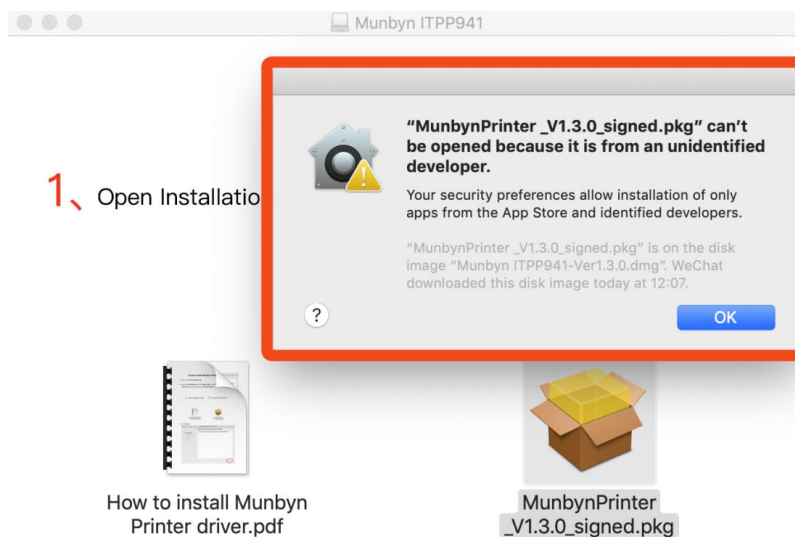 Munbyn ITPP941
“MunbynPrinter _V1.3.0_signed.pkg” can’t
be opened because it is from an unidentified
developer.
1、Open Installatio
Your security preferences allow installation of only
apps from the App Store and identified developers.
“MunbynPrinter _V1.3.0_signed.pkg” is on the disk
image “Munbyn ITPP941-Ver1.3.0.dmg”. WeChat
downloaded this disk image today at 12:07.
?
OK
How to install Munbyn
Printer driver.pdf
MunbynPrinter
_V1.3.0_signed.pkg